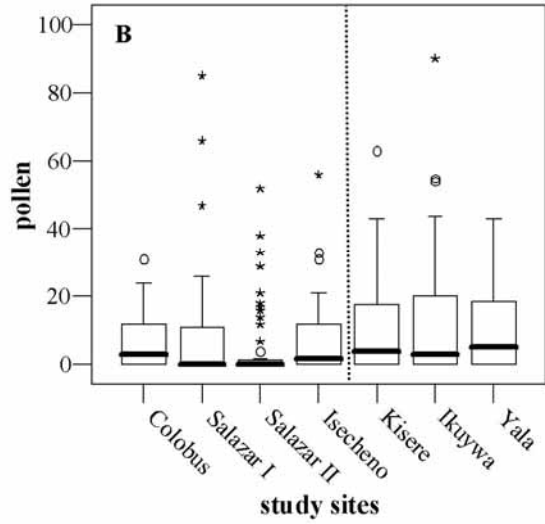 B
100
80
60
40
20
0
pollen
Colobus
Salazar I
Salazar II
Isecheno
Kisere
Ikuywa
Yala
study sites